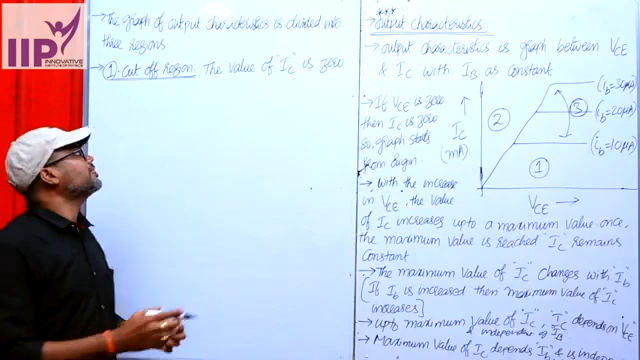 IIP
INNOVATIVE
INSTITUTE OF PHYSICS
→ The graph of output characteristics is divided into
three regions
→ ① Cut off Region: The value of "Ic" is zero
***
→ Output Characteristics
→ Output characteristics is graph between VCE
& IC with IB as constant
→ If VCE is zero
then IC is zero
so, graph starts
from origin.
→ With the increase
in VCE, the value
of IC increases upto a maximum value once,
the maximum value is reached "IC" remains
constant
→ The maximum value of "IC" changes with "Ib"
[If Ib is increased then maximum value of "IC"
increases]
→ upto maximum value of "IC", "IC" depends on "VCE"
& independent of IB
→ Maximum value of IC depends "Ib" & is indep
↑
IC
(mA)
VCE →
①
②
③
(ib=30μA)
(ib=20μA)
(ib=10μA)